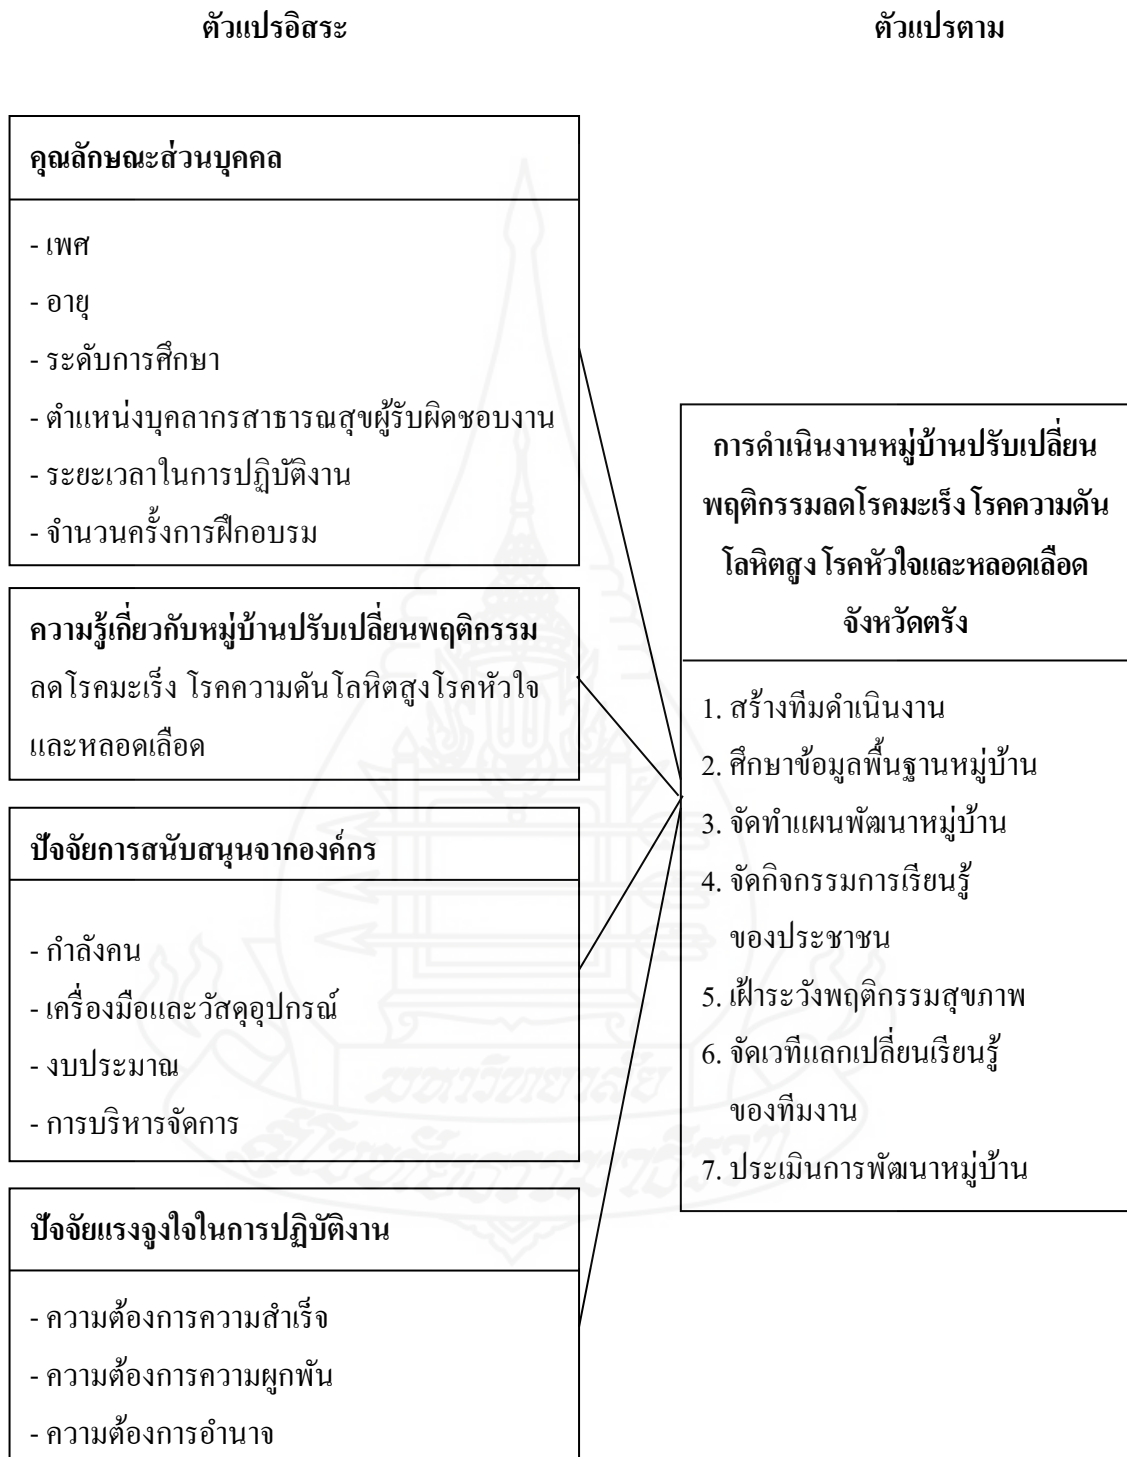 ตัวแปรอิสระ
ตัวแปรตาม
คุณลักษณะส่วนบุคคล
- เพศ
- อายุ
- ระดับการศึกษา
- ตำแหน่งบุคลากรสาธารณสุขผู้รับผิดชอบงาน
- ระยะเวลาในการปฏิบัติงาน
- จำนวนครั้งการฝึกอบรม
ความรู้เกี่ยวกับหมู่บ้านปรับเปลี่ยนพฤติกรรม
ลดโรคมะเร็ง โรคความดันโลหิตสูงโรคหัวใจ
และหลอดเลือด
ปัจจัยการสนับสนุนจากองค์กร
- กำลังคน
- เครื่องมือและวัสดุอุปกรณ์
- งบประมาณ
- การบริหารจัดการ
ปัจจัยแรงจูงใจในการปฏิบัติงาน
- ความต้องการความสำเร็จ
- ความต้องการความผูกพัน
- ความต้องการอำนาจ
การดำเนินงานหมู่บ้านปรับเปลี่ยน
พฤติกรรมลดโรคมะเร็ง โรคความดัน
โลหิตสูง โรคหัวใจและหลอดเลือด
จังหวัดตรัง
1. สร้างทีมดำเนินงาน
2. ศึกษาข้อมูลพื้นฐานหมู่บ้าน
3. จัดทำแผนพัฒนาหมู่บ้าน
4. จัดกิจกรรมการเรียนรู้
ของประชาชน
5. เฝ้าระวังพฤติกรรมสุขภาพ
6. จัดเวทีแลกเปลี่ยนเรียนรู้
ของทีมงาน
7. ประเมินการพัฒนาหมู่บ้าน
มหาวิทยาลัย
สุโขทัยธรรมาธิราช